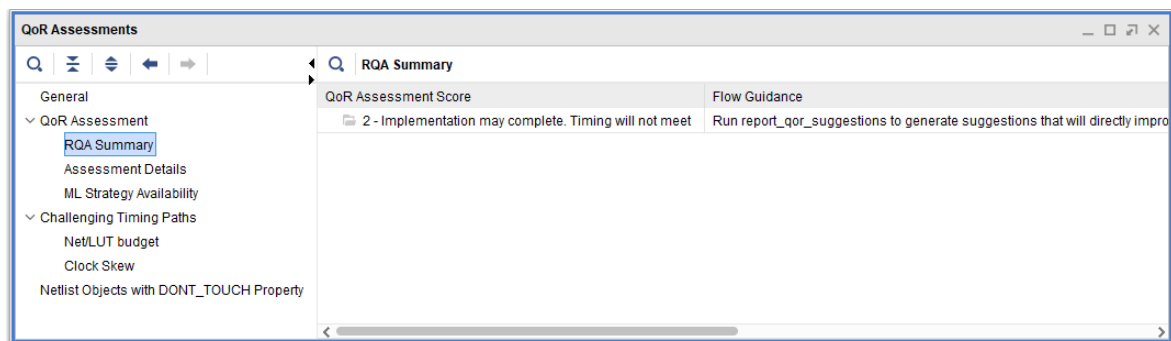 QoR Assessments
RQA Summary
General
QoR Assessment
RQA Summary
Assessment Details
ML Strategy Availability
Challenging Timing Paths
Net/LUT budget
Clock Skew
Netlist Objects with DONT_TOUCH Property
QoR Assessment Score Flow Guidance
2 - Implementation may complete. Timing will not meet Run report_qor_suggestions to generate suggestions that will directly impro